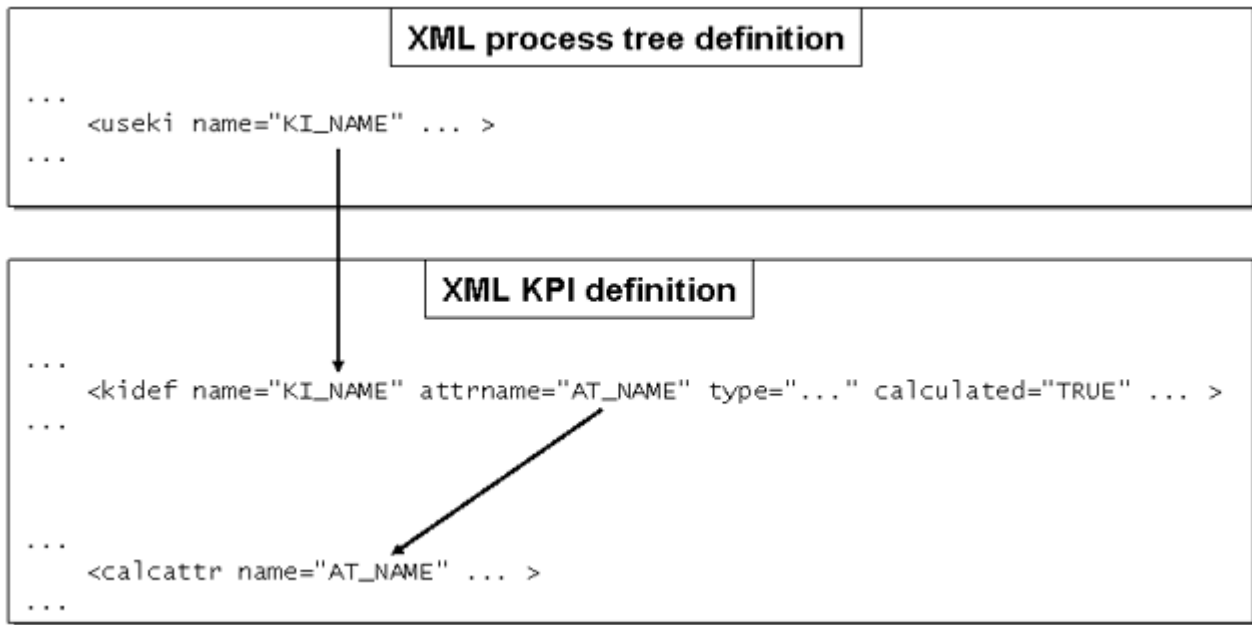 XML process tree definition
...
<useki name="KI_NAME" ... >
...
XML KPI definition
...
<kidef name="KI_NAME" attrname="AT_NAME" type="..." calculated="TRUE" ... >
...
...
<calcattr name="AT_NAME" ... >
...